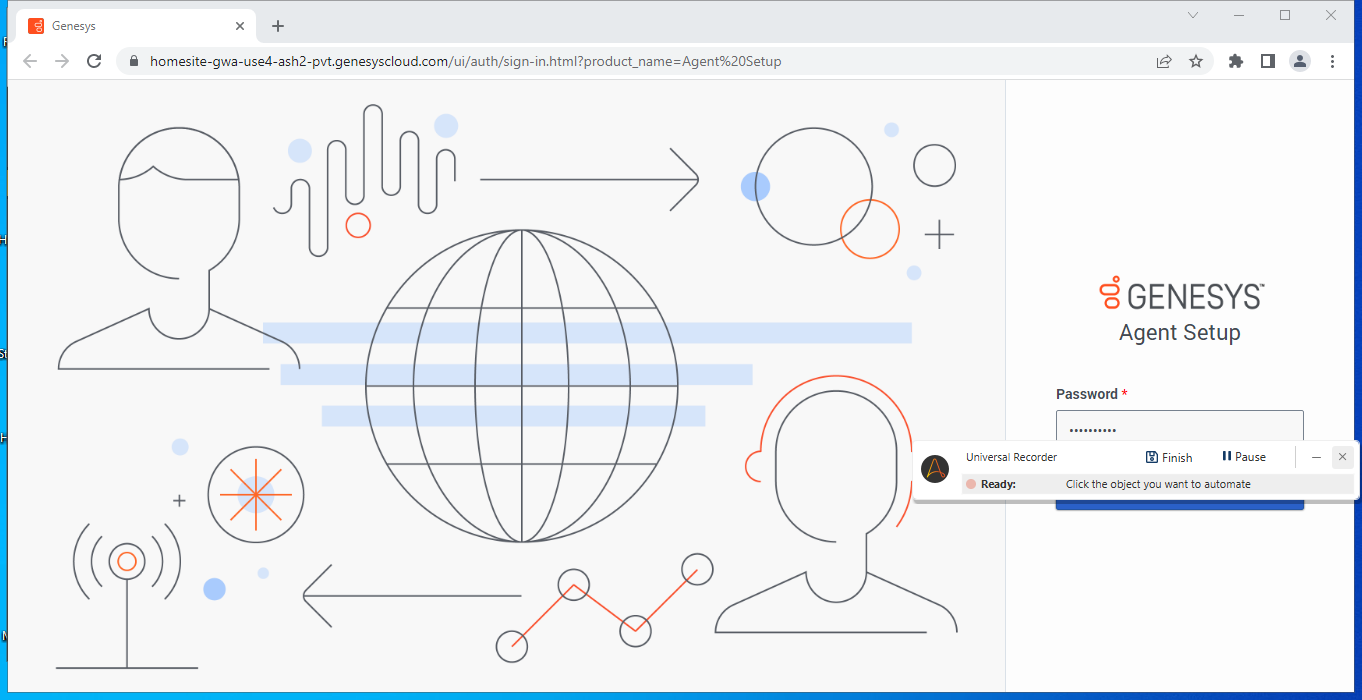 Genesys
homesite-gwa-use4-ash2-pvt.genesyscloud.com/ui/auth/sign-in.html?product_name=Agent%20Setup
GENESYS™
Agent Setup
Password *
••••••••••
Universal Recorder
Finish
Pause
Ready:
Click the object you want to automate